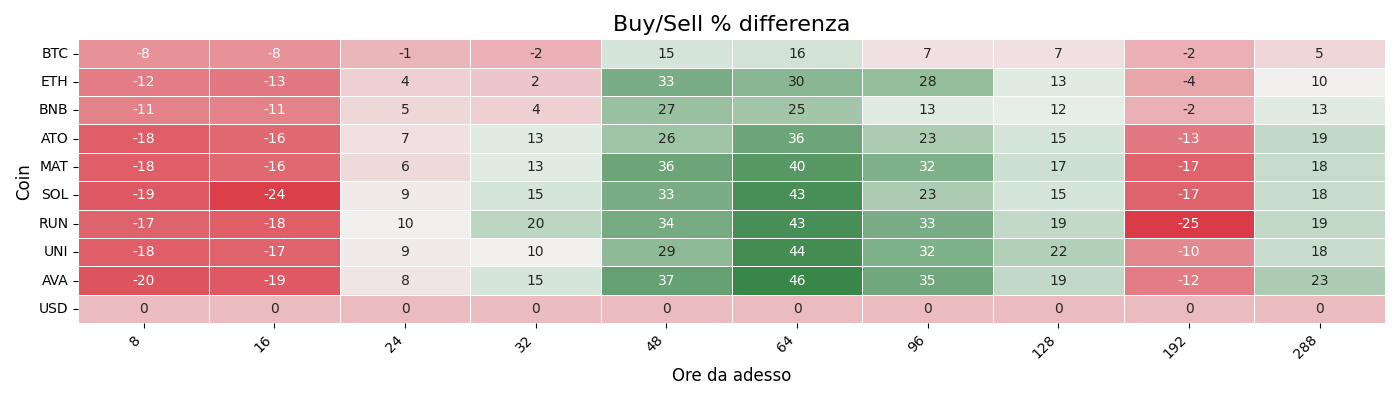 Buy/Sell % differenza
Coin
BTC -8 -8 -1 -2 15 16 7 7 -2 5
ETH -12 -13 4 2 33 30 28 13 -4 10
BNB -11 -11 5 4 27 25 13 12 -2 13
ATO -18 -16 7 13 26 36 23 15 -13 19
MAT -18 -16 6 13 36 40 32 17 -17 18
SOL -19 -24 9 15 33 43 23 15 -17 18
RUN -17 -18 10 20 34 43 33 19 -25 19
UNI -18 -17 9 10 29 44 32 22 -10 18
AVA -20 -19 8 15 37 46 35 19 -12 23
USD 0 0 0 0 0 0 0 0 0 0
8 16 24 32 48 64 96 128 192 288
Ore da adesso